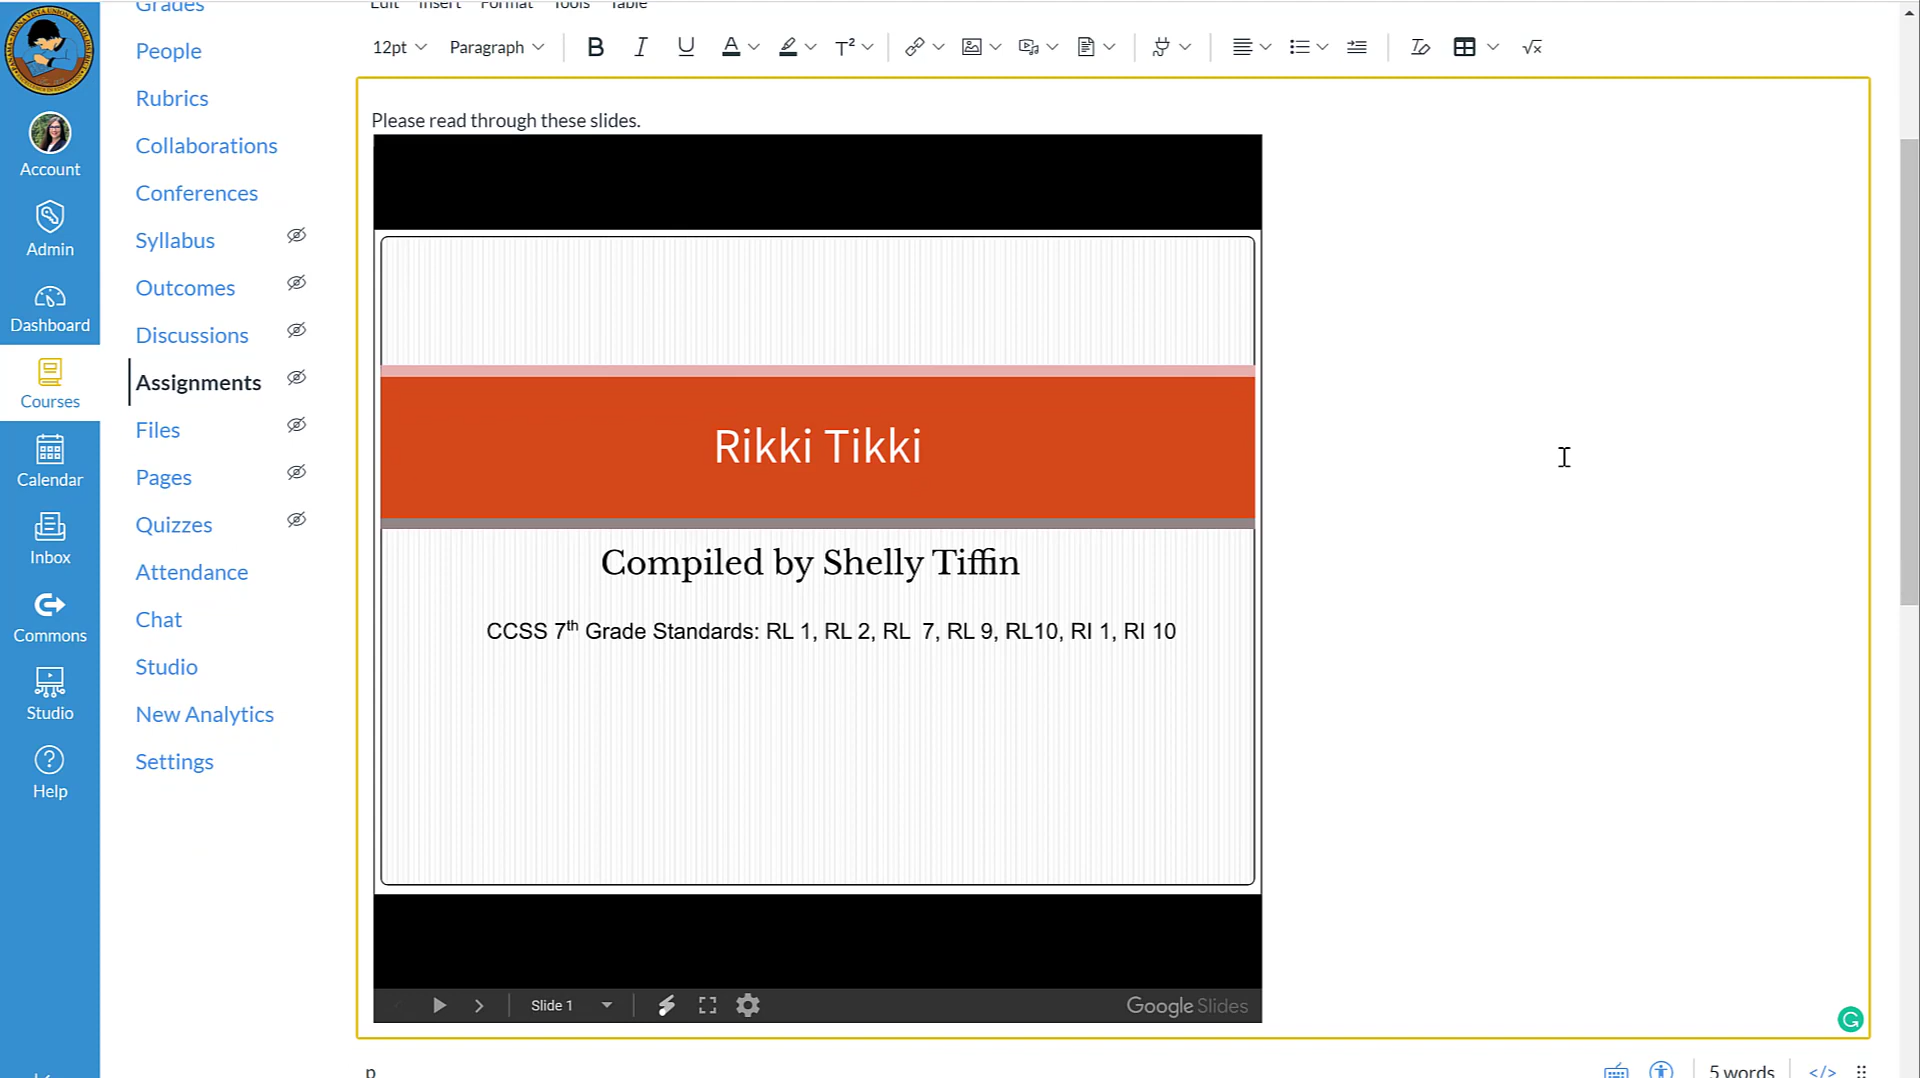 Edit Insert Format Tools Table
12pt Paragraph B I U A T²
Grades
People
Rubrics
Collaborations
Conferences
Syllabus
Outcomes
Discussions
Assignments
Files
Pages
Quizzes
Attendance
Chat
Studio
New Analytics
Settings
Account
Admin
Dashboard
Courses
Calendar
Inbox
Commons
Studio
Help
Please read through these slides.
Rikki Tikki
Compiled by Shelly Tiffin
CCSS 7th Grade Standards: RL 1, RL 2, RL 7, RL 9, RL10, RI 1, RI 10
Slide 1
Google Slides
p
5 words </>